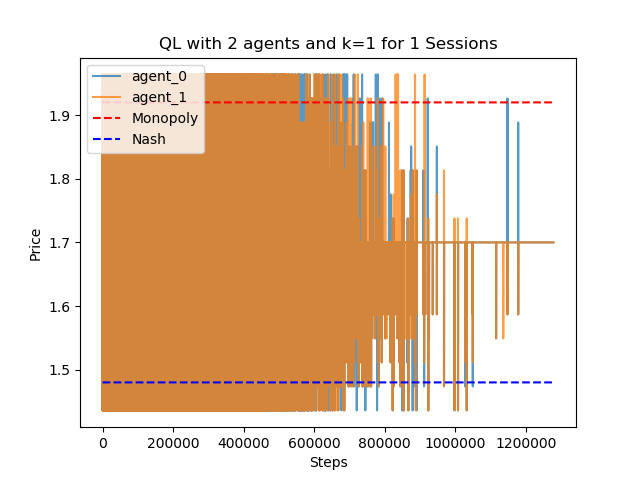 QL with 2 agents and k=1 for 1 Sessions
agent_0
agent_1
Monopoly
Nash
Price
1.9
1.8
1.7
1.6
1.5
0 200000 400000 600000 800000 1000000 1200000
Steps